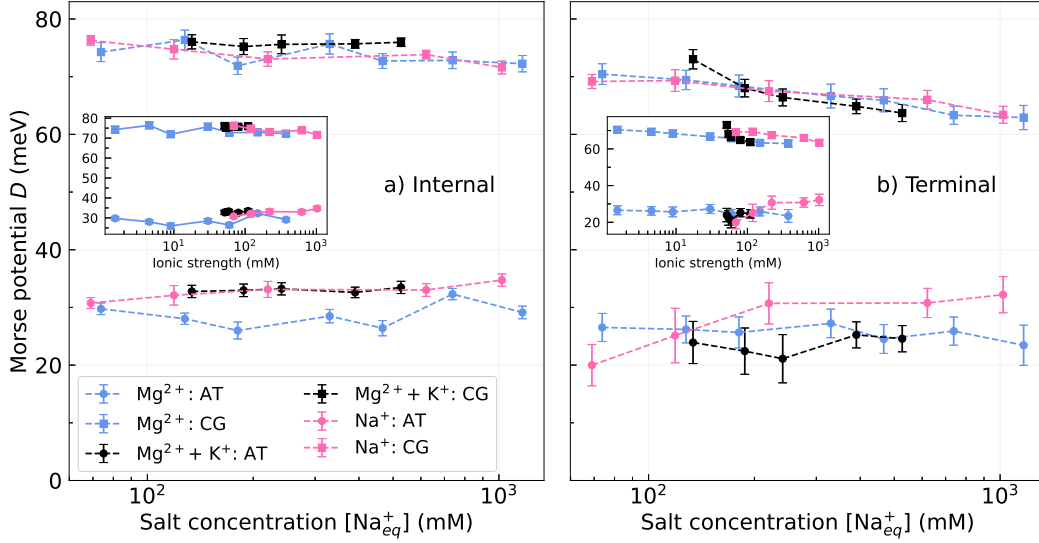 80
60
40
20
0
Morse potential D (meV)
a) Internal
80
70
60
50
40
30
10¹
10²
10³
Ionic strength (mM)
Mg²⁺: AT
Mg²⁺: CG
Mg²⁺ + K⁺: AT
Mg²⁺ + K⁺: CG
Na⁺: AT
Na⁺: CG
10²
10³
Salt concentration [Na⁺eq] (mM)
b) Terminal
60
40
20
10¹
10²
10³
Ionic strength (mM)
10²
10³
Salt concentration [Na⁺eq] (mM)